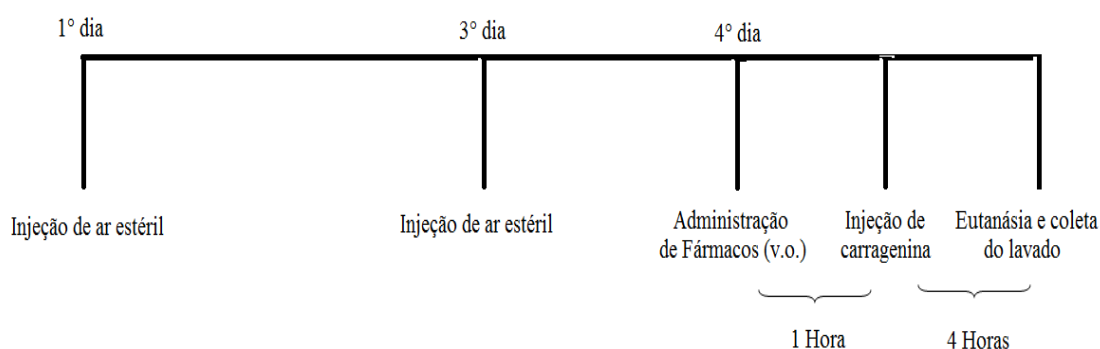 1° dia
3° dia
4° dia
Injeção de ar estéril
Injeção de ar estéril
Administração
de Fármacos (v.o.)
Injeção de
carragenina
Eutanásia e coleta
do lavado
1 Hora
4 Horas